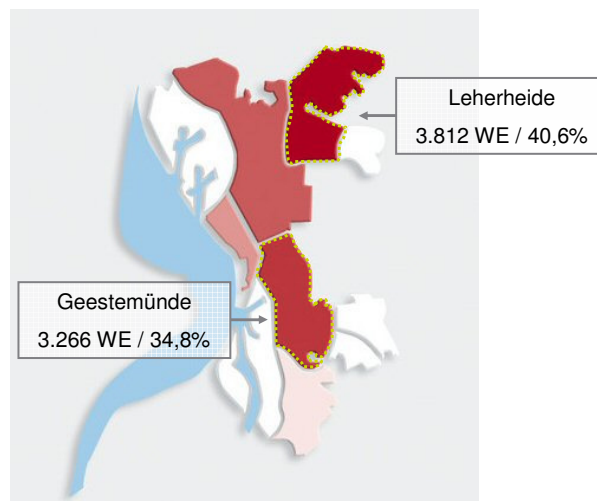 Leherheide
3.812 WE / 40,6%
Geestemünde
3.266 WE / 34,8%